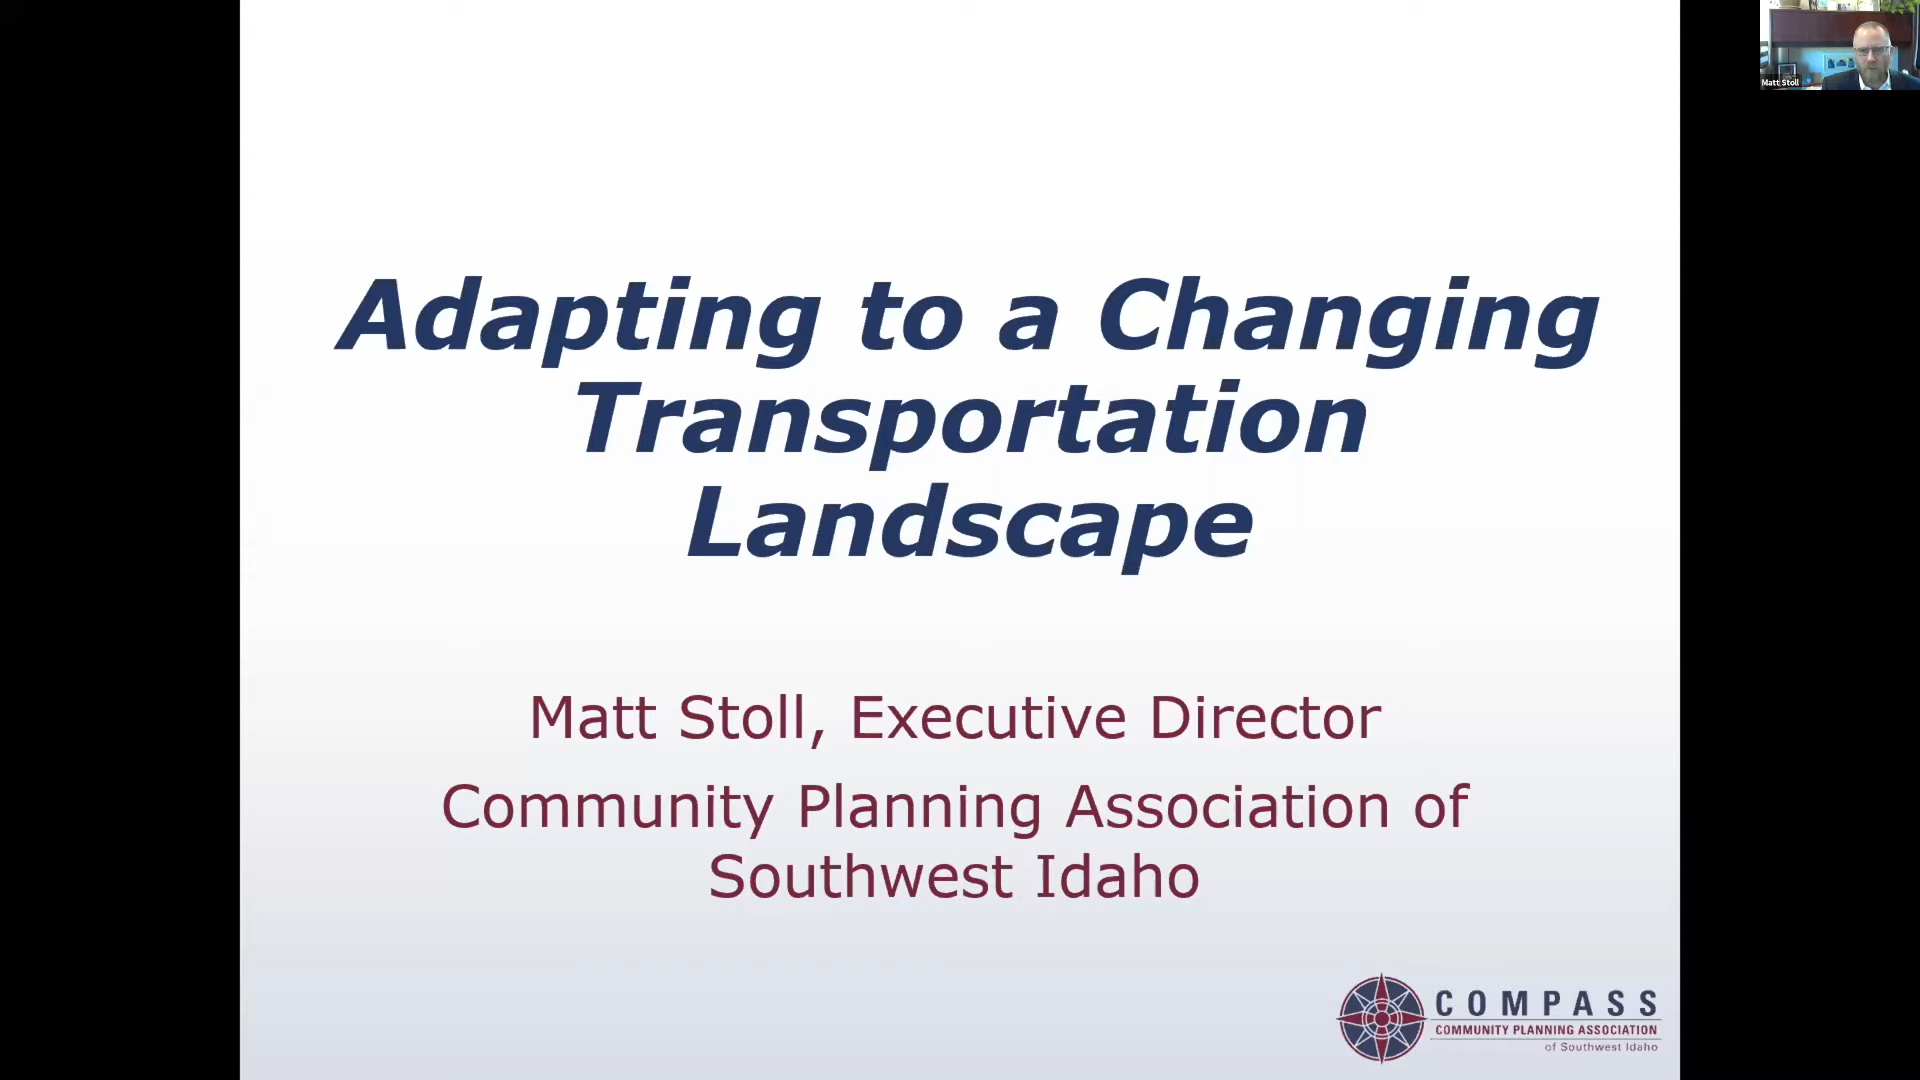 Matt Stoll
Adapting to a Changing
Transportation
Landscape
Matt Stoll, Executive Director
Community Planning Association of
Southwest Idaho
COMPASS
COMMUNITY PLANNING ASSOCIATION
of Southwest Idaho